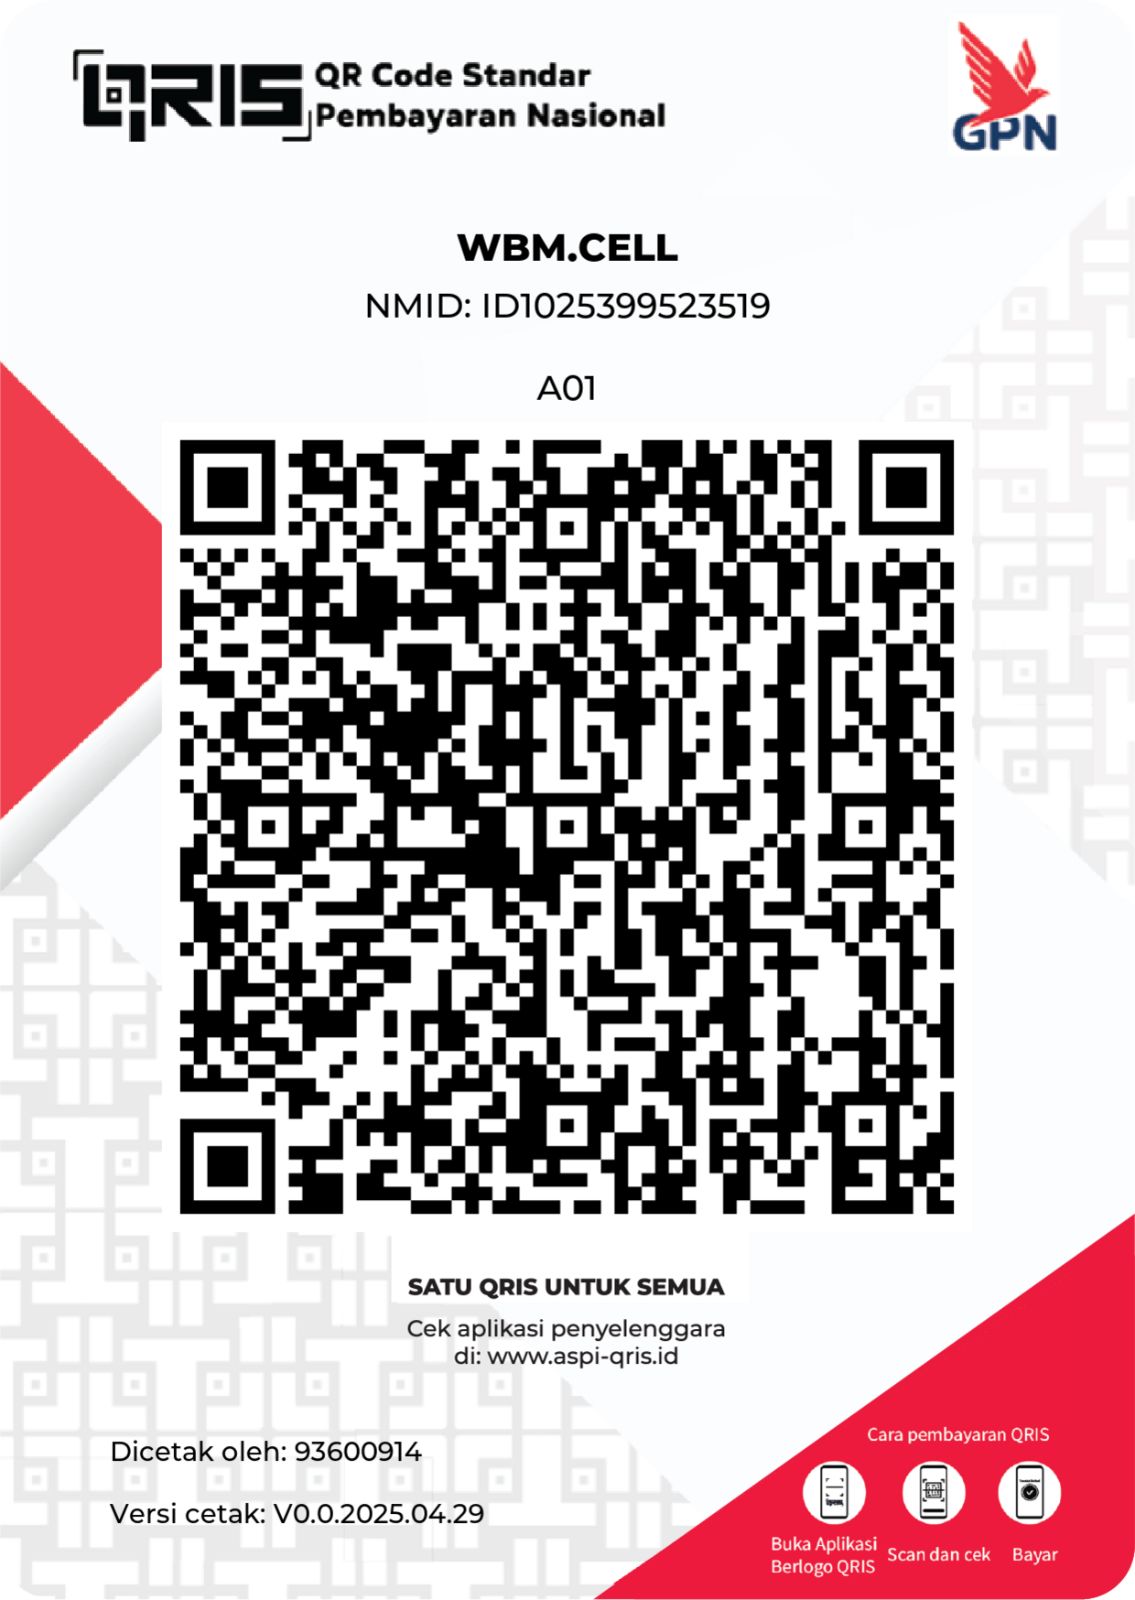 QRIS
QR Code Standar
Pembayaran Nasional
GPN
WBM.CELL
NMID: ID1025399523519
A01
SATU QRIS UNTUK SEMUA
Cek aplikasi penyelenggara
di: www.aspi-qris.id
Dicetak oleh: 93600914
Versi cetak: V0.0.2025.04.29
Cara pembayaran QRIS
Buka Aplikasi
Berlogo QRIS
Scan dan cek
Bayar